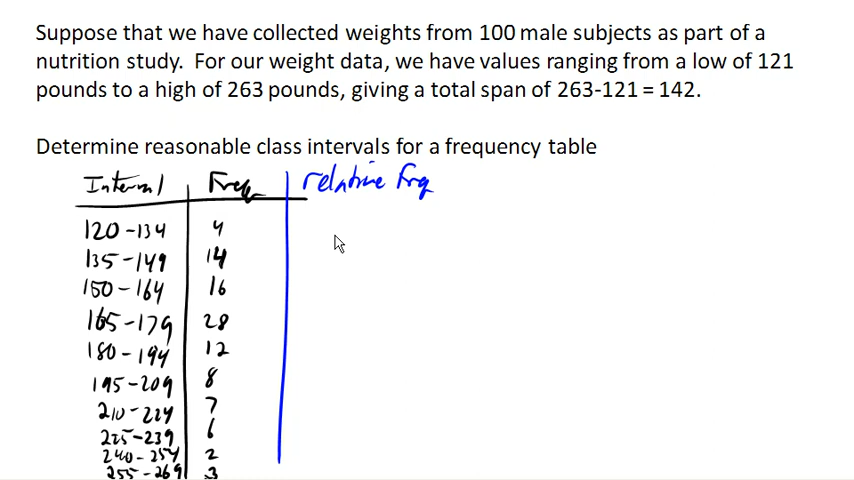 Suppose that we have collected weights from 100 male subjects as part of a
nutrition study. For our weight data, we have values ranging from a low of 121
pounds to a high of 263 pounds, giving a total span of 263-121 = 142.
Determine reasonable class intervals for a frequency table
Interval Freq relative frq
120-134 4
135-149 14
150-164 16
165-179 28
180-194 12
195-209 8
210-224 7
225-239 6
240-254 2
255-269 3